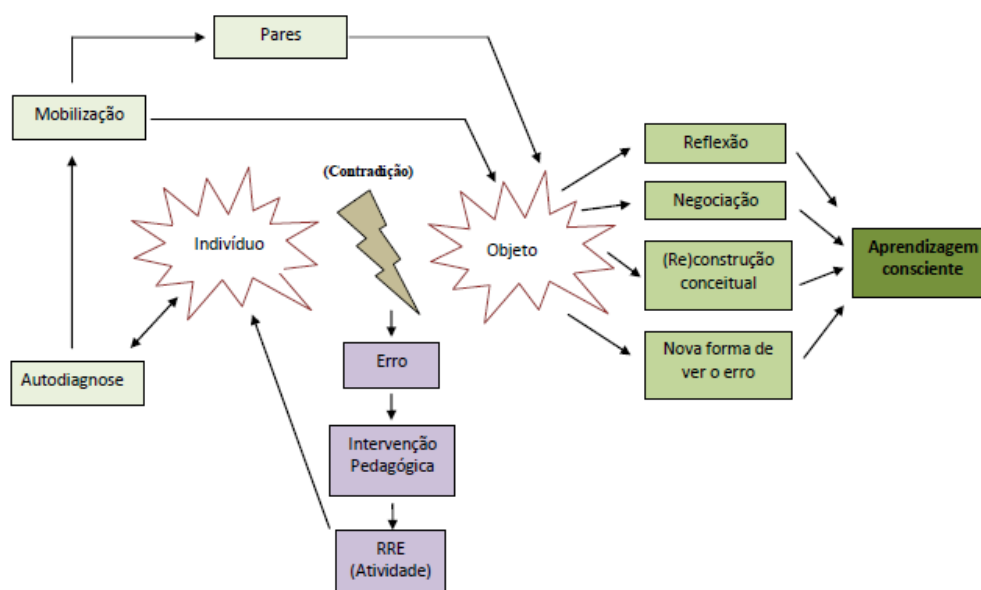 Pares
Mobilização
(Contradição)
Indivíduo
Objeto
Reflexão
Negociação
(Re)construção
conceitual
Nova forma de
ver o erro
Aprendizagem
consciente
Autodiagnose
Erro
Intervenção
Pedagógica
RRE
(Atividade)